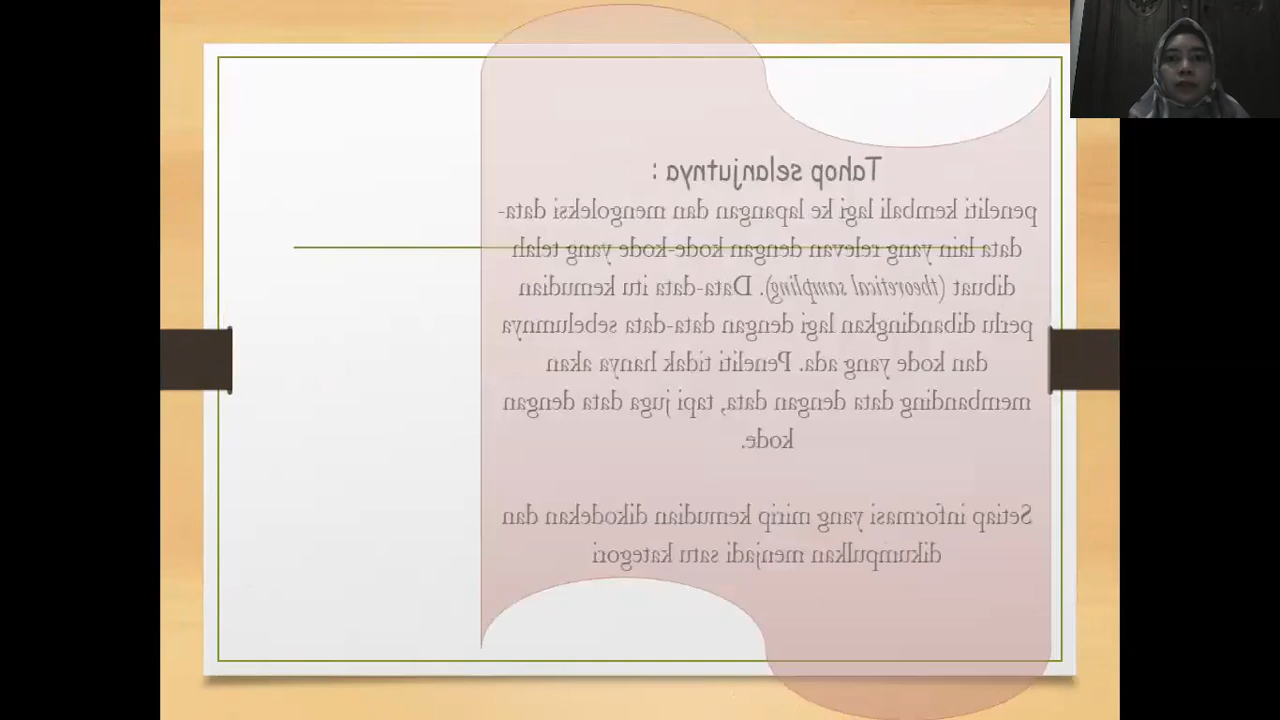 Tahap selanjutnya :
peneliti kembali lagi ke lapangan dan mengoleksi data-
data lain yang relevan dengan kode-kode yang telah
dibuat (theoretical sampling). Data-data itu kemudian
perlu dibandingkan lagi dengan data-data sebelumnya
dan kode yang ada. Peneliti tidak hanya akan
membanding data dengan data, tapi juga data dengan
kode.
Setiap informasi yang mirip kemudian dikodekan dan
dikumpulkan menjadi satu kategori